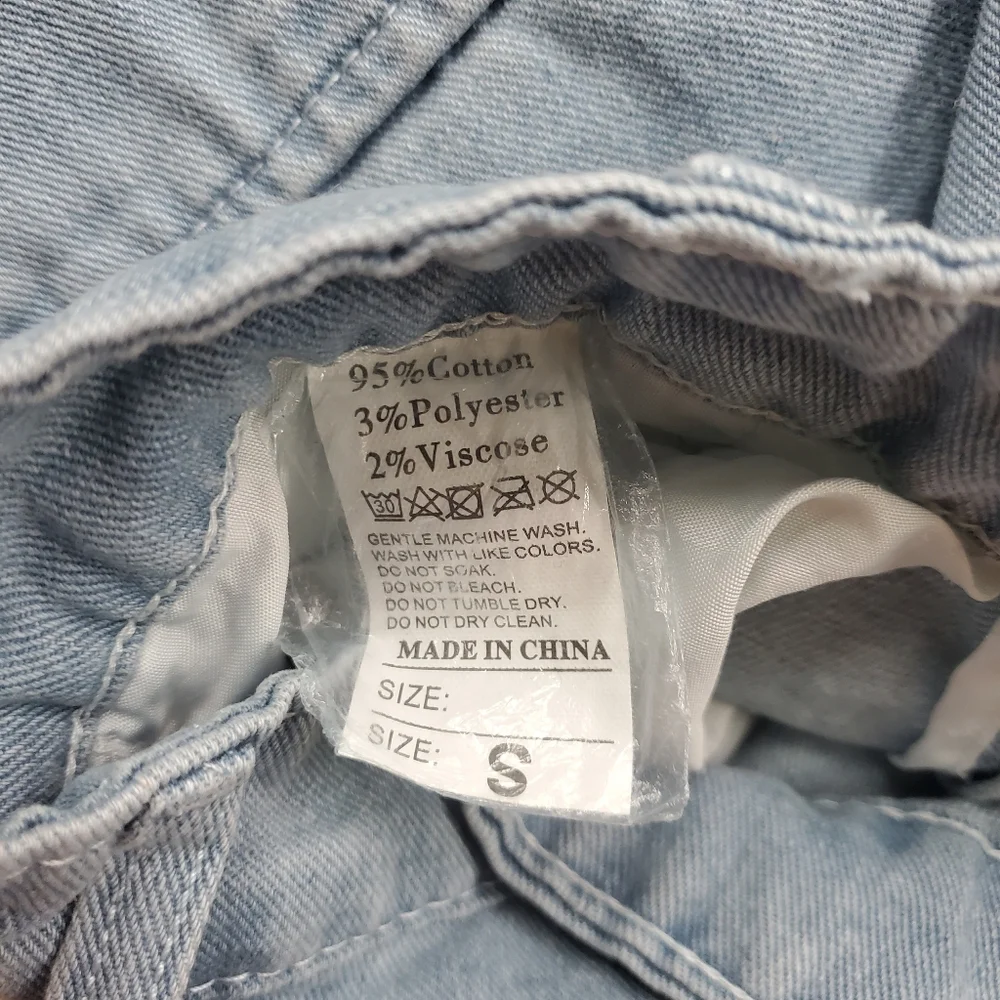 95%Cotton
3%Polyester
2%Viscose
30
GENTLE MACHINE WASH.
WASH WITH LIKE COLORS.
DO NOT SOAK.
DO NOT BLEACH.
DO NOT TUMBLE DRY.
DO NOT DRY CLEAN.
MADE IN CHINA
SIZE:
SIZE: S